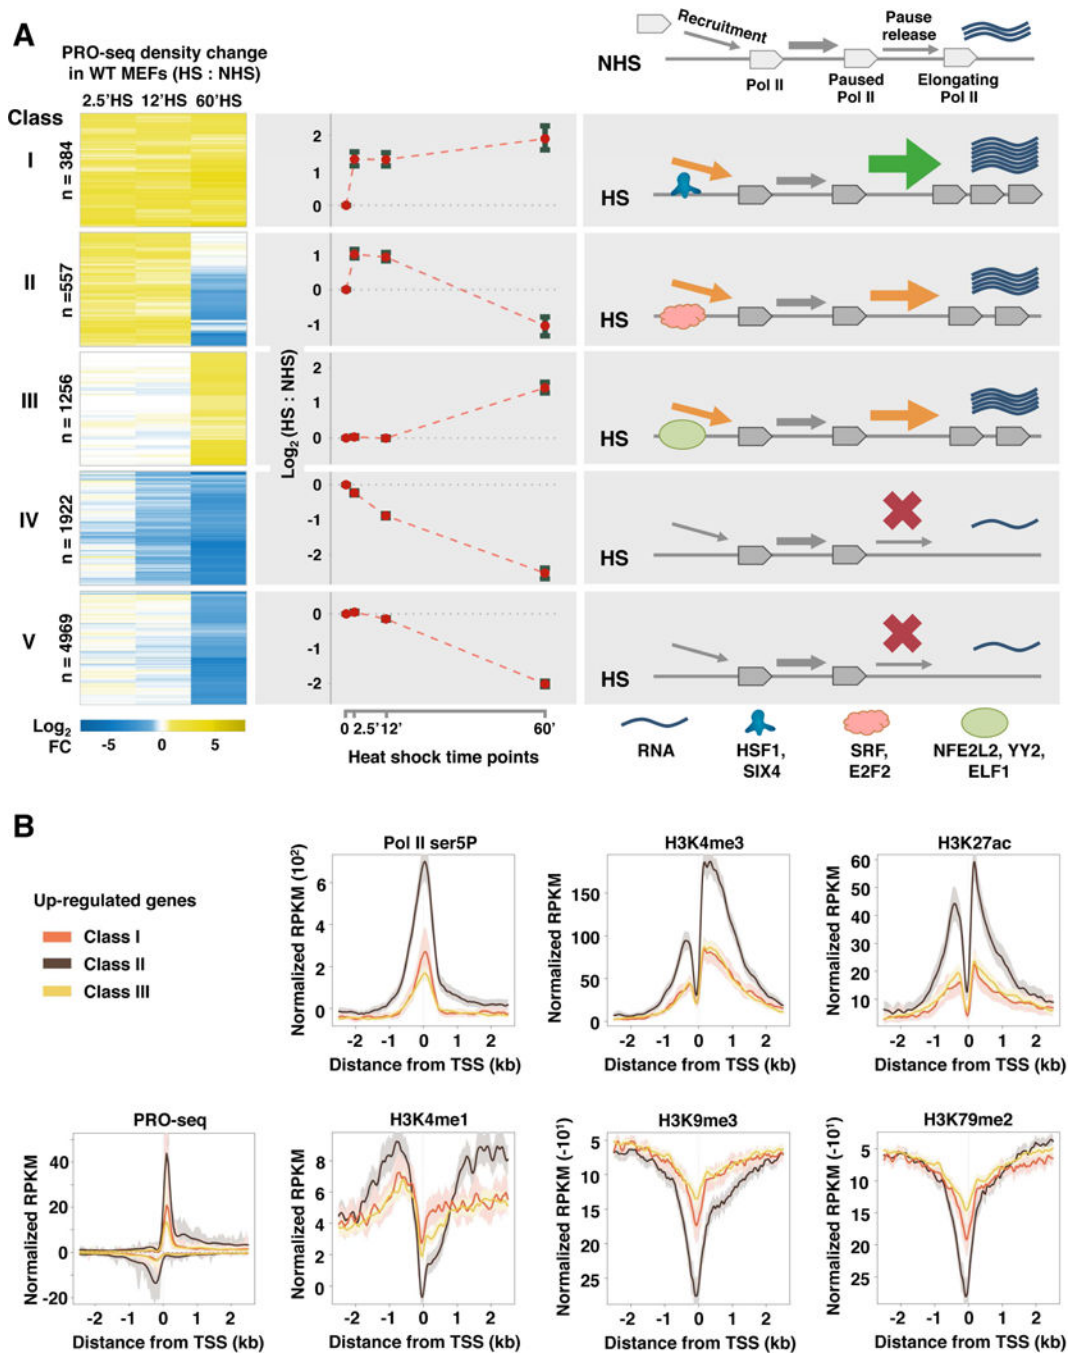 A
PRO-seq density change
in WT MEFs (HS : NHS)
2.5'HS 12'HS 60'HS
Class
Recruitment
Pause
release
NHS
Pol II
Paused
Pol II
Elongating
Pol II
I
n = 384
2
1
0
HS
II
n =557
1
0
-1
HS
III
n = 1256
2
1
0
HS
IV
n = 1922
0
-1
-2
HS
V
n = 4969
0
-1
-2
HS
Log2 (HS : NHS)
Log2
FC
-5 0 5
0 2.5' 12' 60'
Heat shock time points
RNA
HSF1,
SIX4
SRF,
E2F2
NFE2L2, YY2,
ELF1
B
Up-regulated genes
Class I
Class II
Class III
Pol II ser5P
Normalized RPKM (10²)
6
4
2
0
-2 -1 0 1 2
Distance from TSS (kb)
H3K4me3
Normalized RPKM
150
100
50
0
-2 -1 0 1 2
Distance from TSS (kb)
H3K27ac
Normalized RPKM
60
50
40
30
20
10
-2 -1 0 1 2
Distance from TSS (kb)
PRO-seq
Normalized RPKM
40
20
0
-20
-2 -1 0 1 2
Distance from TSS (kb)
H3K4me1
Normalized RPKM
8
6
4
2
0
-2 -1 0 1 2
Distance from TSS (kb)
H3K9me3
Normalized RPKM (-10¹)
5
10
15
20
25
-2 -1 0 1 2
Distance from TSS (kb)
H3K79me2
Normalized RPKM (-10¹)
5
10
15
20
25
-2 -1 0 1 2
Distance from TSS (kb)